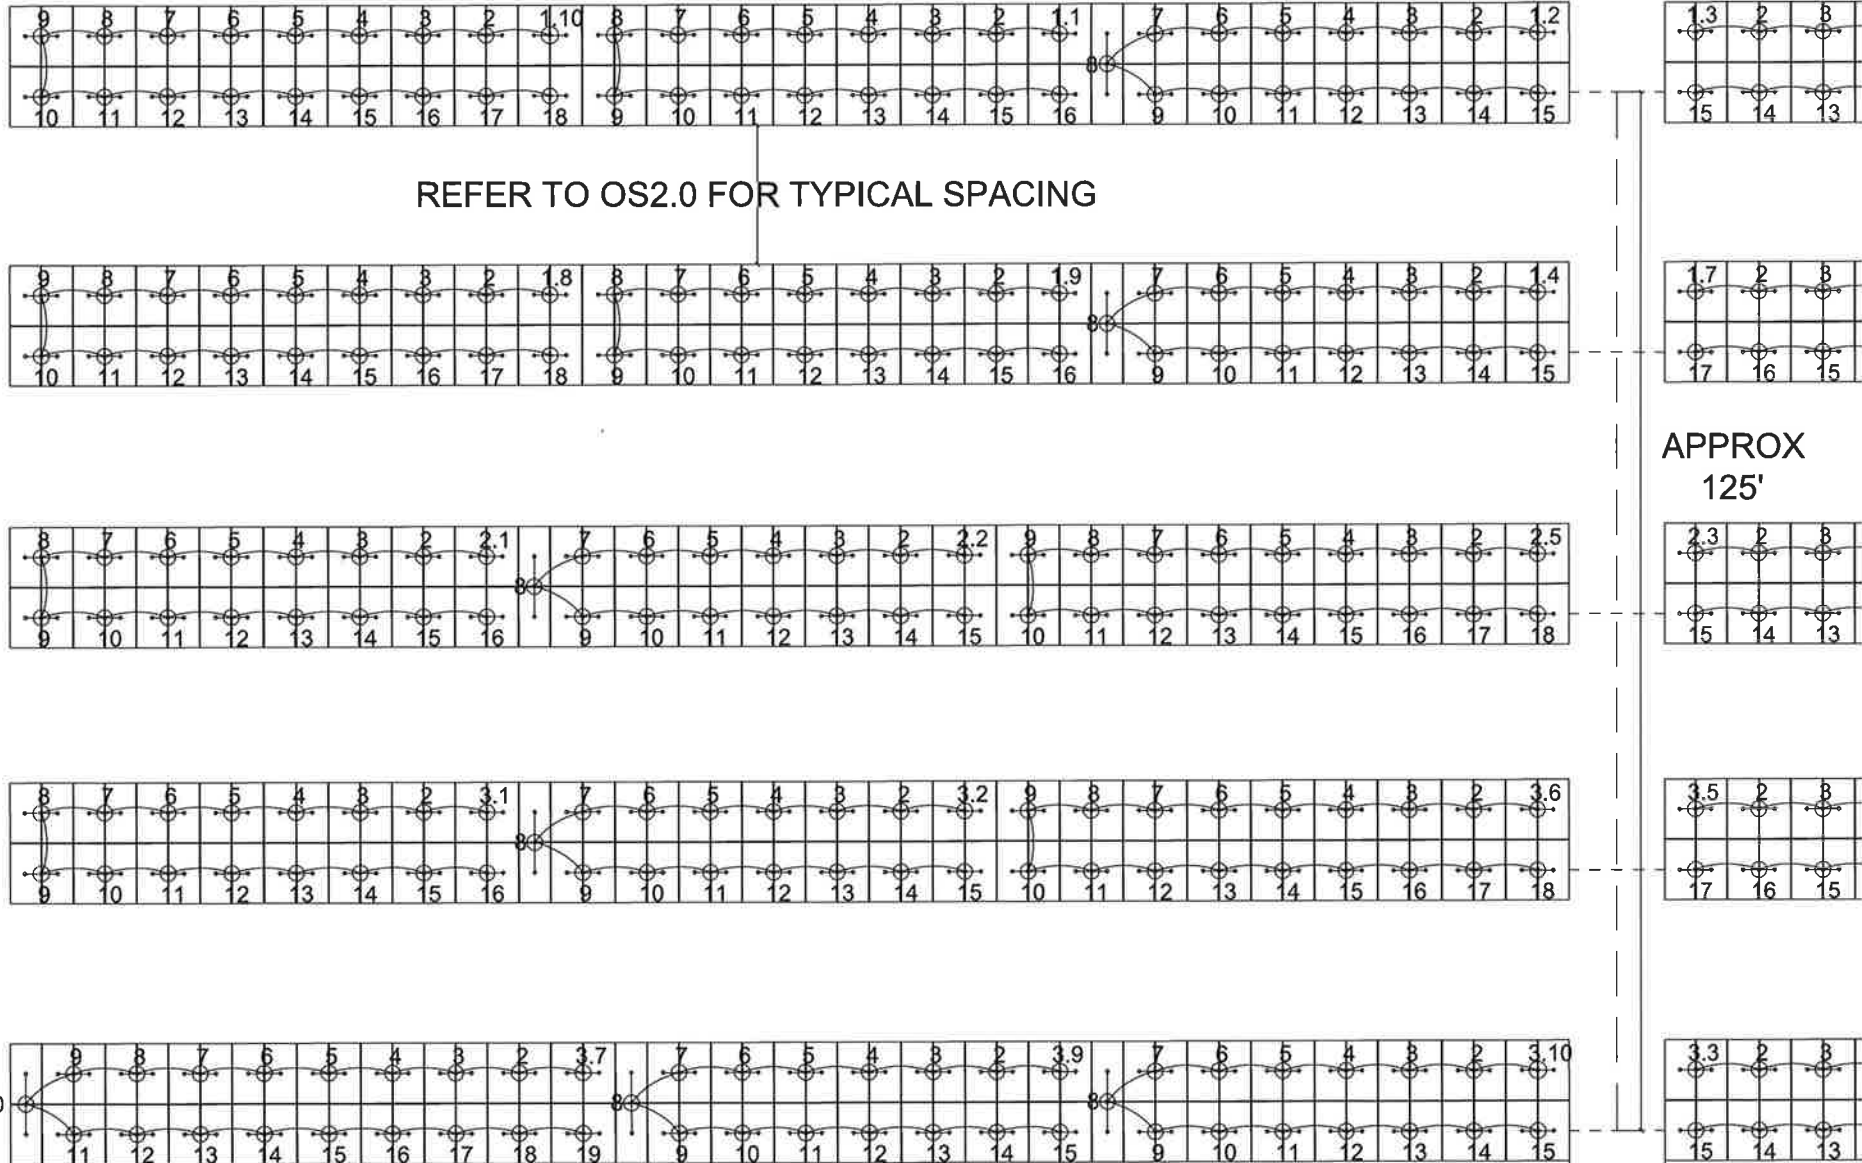 9 8 7 6 5 4 3 2 1.10 8 7 6 5 4 3 2 1.1 7 6 5 4 3 2 1.2 1.3 2 3
8
10 11 12 13 14 15 16 17 18 9 10 11 12 13 14 15 16 9 10 11 12 13 14 15 15 14 13
REFER TO OS2.0 FOR TYPICAL SPACING
9 8 7 6 5 4 3 2 1.8 8 7 6 5 4 3 2 1.9 7 6 5 4 3 2 1.4 1.7 2 3
8
10 11 12 13 14 15 16 17 18 9 10 11 12 13 14 15 16 9 10 11 12 13 14 15 17 16 15
APPROX
125'
8 7 6 5 4 3 2 2.1 7 6 5 4 3 2 2.2 9 8 7 6 5 4 3 2 2.5 2.3 2 3
8
9 10 11 12 13 14 15 16 9 10 11 12 13 14 15 10 11 12 13 14 15 16 17 18 15 14 13
8 7 6 5 4 3 2 3.1 7 6 5 4 3 2 3.2 9 8 7 6 5 4 3 2 3.6 3.5 2 3
8
9 10 11 12 13 14 15 16 9 10 11 12 13 14 15 10 11 12 13 14 15 16 17 18 17 16 15
9 8 7 6 5 4 3 2 3.7 7 6 5 4 3 2 3.9 7 6 5 4 3 2 3.10 3.3 2 3
8 8
11 12 13 14 15 16 17 18 19 9 10 11 12 13 14 15 9 10 11 12 13 14 15 15 14 13